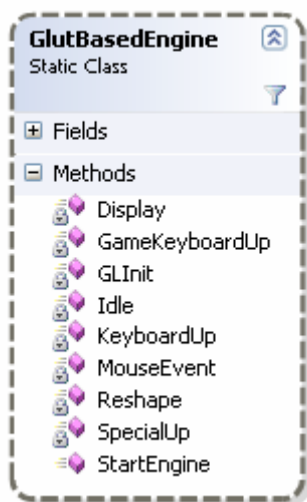 GlutBasedEngine
Static Class
Fields
Methods
Display
GameKeyboardUp
GLInit
Idle
KeyboardUp
MouseEvent
Reshape
SpecialUp
StartEngine